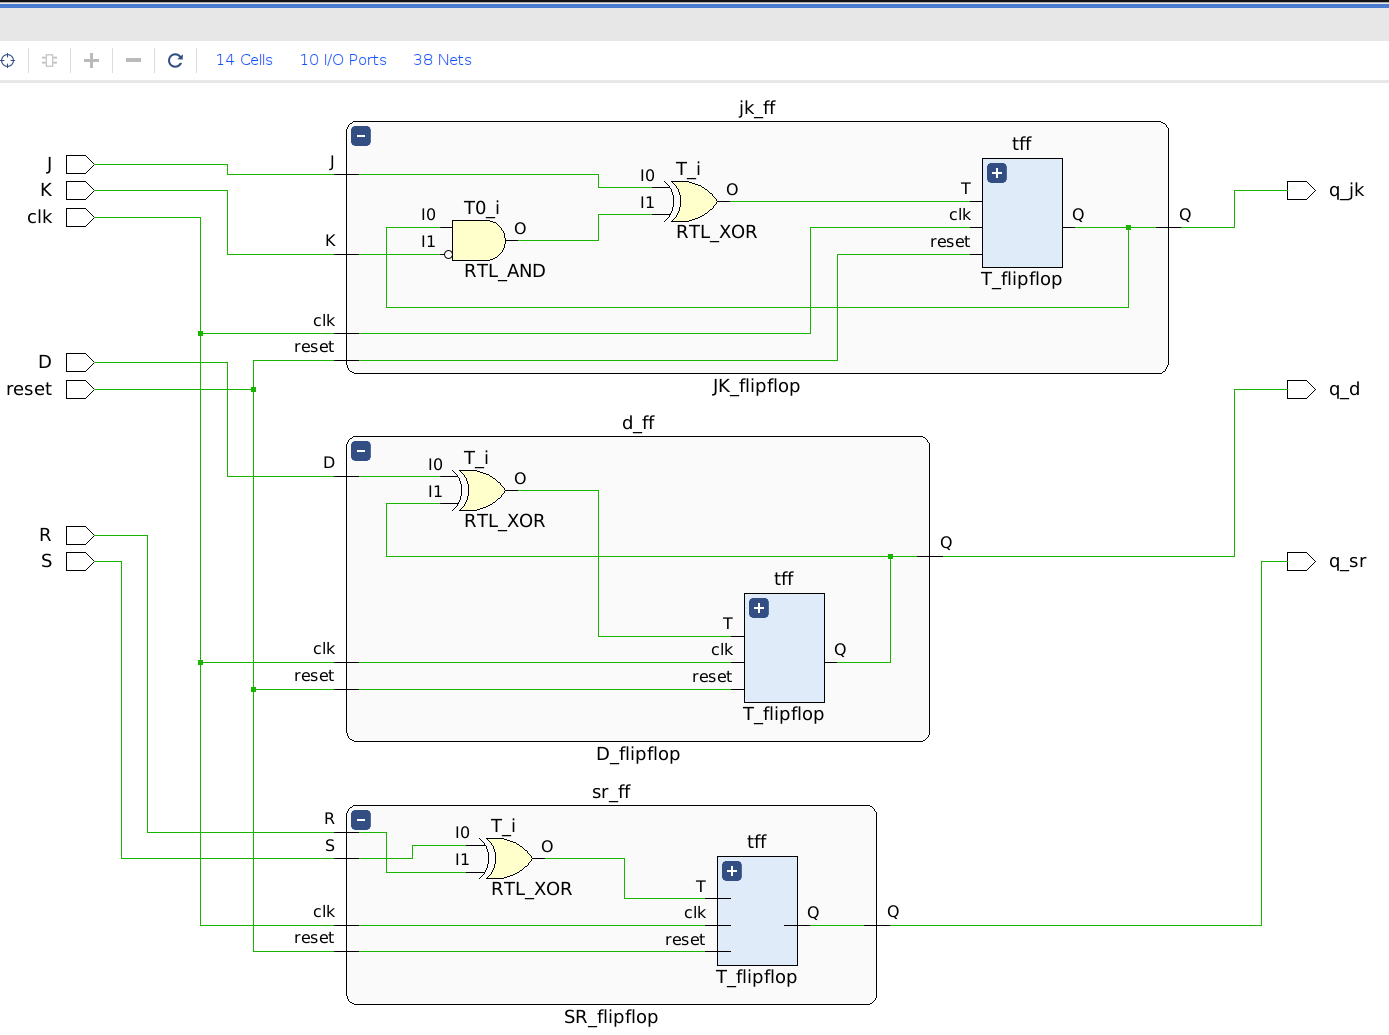 14 Cells 10 I/O Ports 38 Nets
jk_ff
J
K
clk
J
K
clk
reset
I0
I1
T0_i
O
RTL_AND
I0
I1
T_i
O
RTL_XOR
tff
T
clk
reset
Q
T_flipflop
Q
q_jk
JK_flipflop
D
reset
d_ff
D
I0
I1
T_i
O
RTL_XOR
Q
q_d
clk
reset
tff
T
clk
reset
Q
T_flipflop
D_flipflop
R
S
q_sr
sr_ff
R
S
I0
I1
T_i
O
RTL_XOR
clk
reset
tff
T
clk
reset
Q
T_flipflop
Q
SR_flipflop